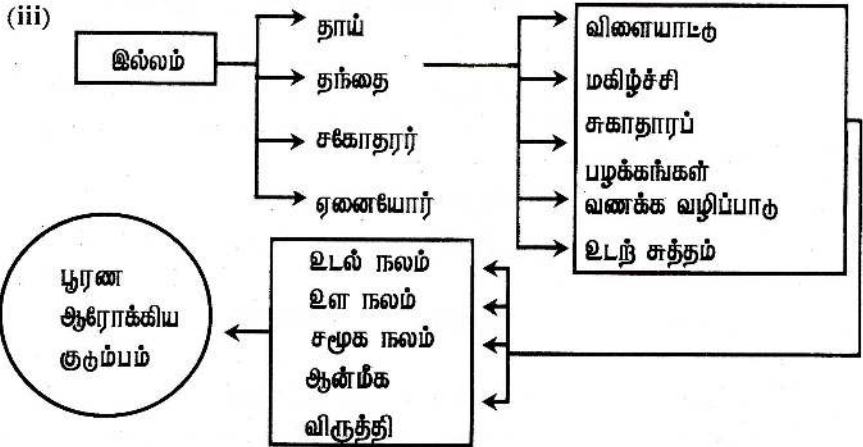 (iii)
இல்லம்
தாய்
தந்தை
சகோதரர்
ஏனையோர்
விளையாட்டு
மகிழ்ச்சி
சுகாதாரப்
பழக்கங்கள்
வணக்க வழிப்பாடு
உடற் சுத்தம்
உடல் நலம்
உள நலம்
சமூக நலம்
ஆன்மீக
விருத்தி
பூரண
ஆரோக்கிய
குடும்பம்